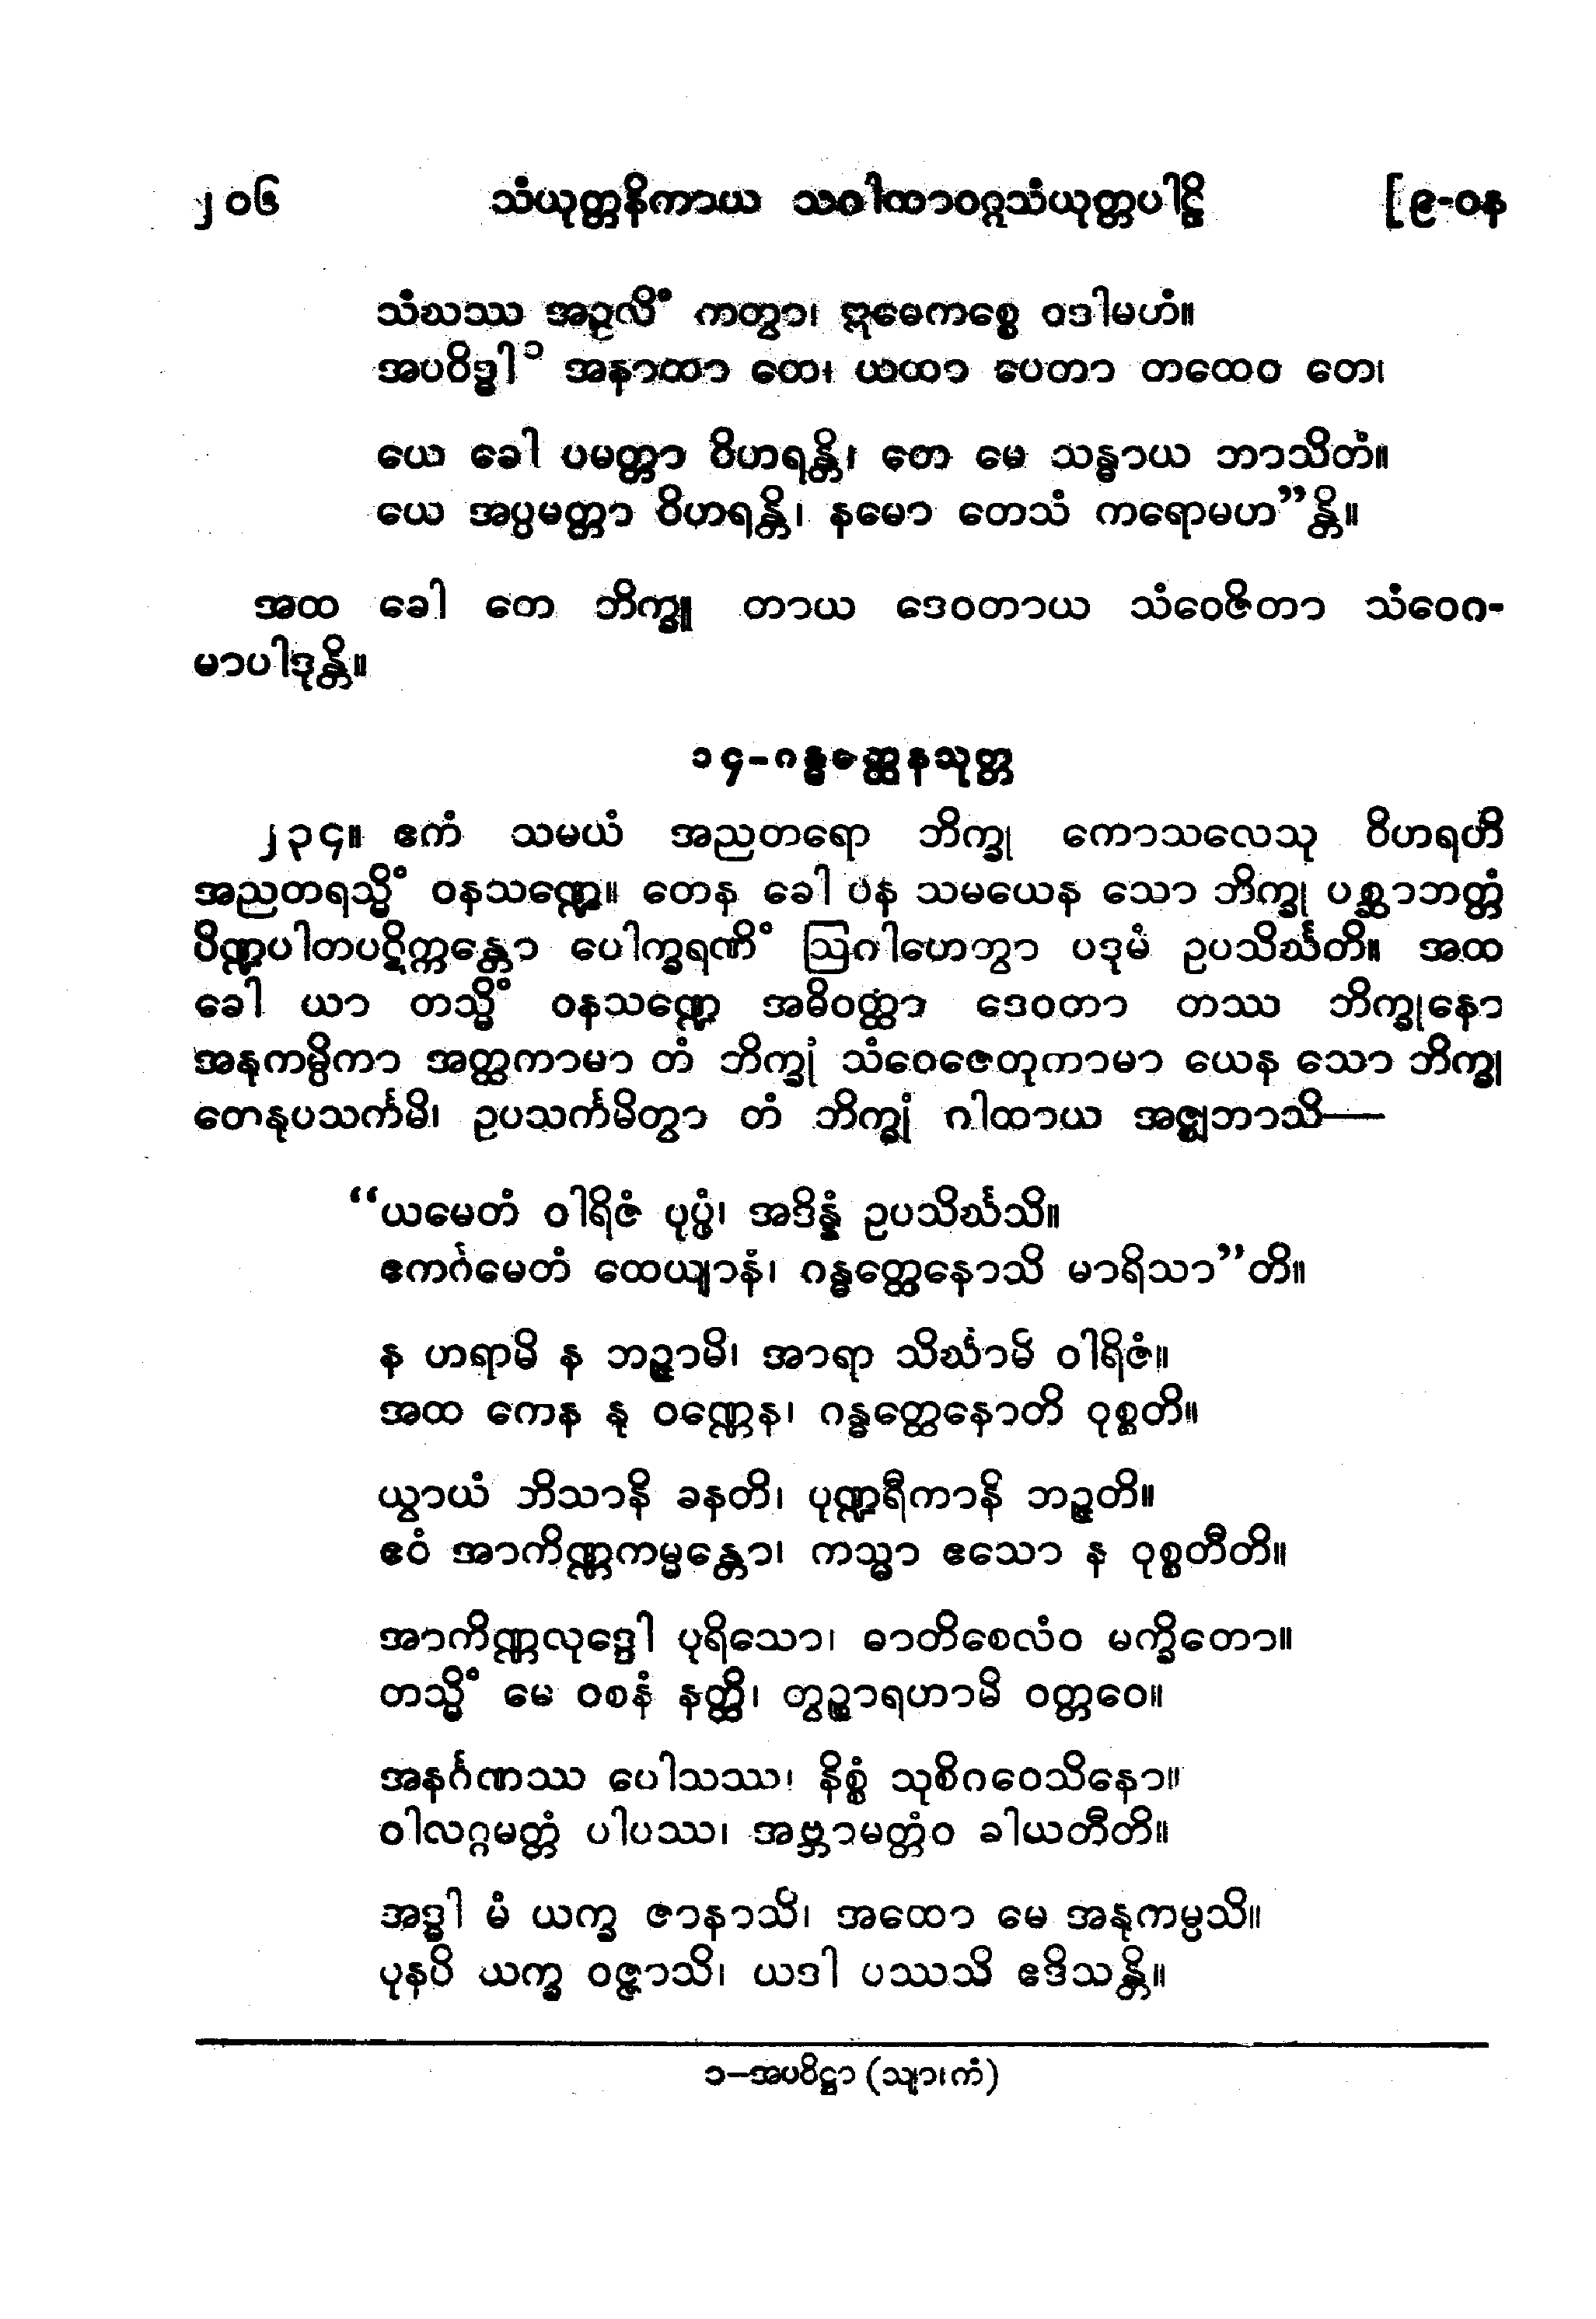 ၂၀၆ သံယုတ္တနိကာယ သဂါထာဝဂ္ဂသံယုတ္တပါဠိ [၉-ဝန
သံဃဿ အဉ္ဇလိံ ကတွာ၊ ဣဓေကစ္စေ ဝဒါမဟံ။
အပဝိဒ္ဓါ၁ အနာထာ တေ၊ ယထာ ပေတာ တထေဝ တေ၊
ယေ ခေါ ပမတ္တာ ဝိဟရန္တိ၊ တေ မေ သန္ဓာယ ဘာသိတံ။
ယေ အပ္ပမတ္တာ ဝိဟရန္တိ၊ နမော တေသံ ကရောမဟ”န္တိ။
အထ ခေါ တေ ဘိက္ခူ တာယ ဒေဝတာယ သံဝေဇိတာ သံဝေဂ-
မာပါဒုန္တိ။
၁၄-ဂန္ဓတ္ထေနသုတ္တ
၂၃၄။ ဧကံ သမယံ အညတရော ဘိက္ခု ကောသလေသု ဝိဟရတိ
အညတရသ္မိံ ဝနသဏ္ဍေ။ တေန ခေါ ပန သမယေန သော ဘိက္ခု ပစ္ဆာဘတ္တံ
ပိဏ္ဍပါတပဋိက္ကန္တော ပေါက္ခရဏိံ ဩဂါဟေတွာ ပဒုမံ ဥပသိင်္ဃတိ။ အထ
ခေါ ယာ တသ္မိံ ဝနသဏ္ဍေ အဓိဝတ္ထာ ဒေဝတာ တဿ ဘိက္ခုနော
အနုကမ္ပိကာ အတ္ထကာမာ တံ ဘိက္ခုံ သံဝေဇေတုကာမာ ယေန သော ဘိက္ခု
တေနုပသင်္ကမိ၊ ဥပသင်္ကမိတွာ တံ ဘိက္ခုံ ဂါထာယ အဇ္ဈဘာသိ—
“ယမေတံ ဝါရိဇံ ပုပ္ဖံ၊ အဒိန္နံ ဥပသိင်္ဃသိ။
ဧကင်္ဂမေတံ ထေယျာနံ၊ ဂန္ဓတ္ထေနောသိ မာရိသာ”တိ။
န ဟရာမိ န ဘဉ္ဇာမိ၊ အာရာ သိင်္ဃာမိ ဝါရိဇံ။
အထ ကေန နု ဝဏ္ဏေန၊ ဂန္ဓတ္ထေနောတိ ဝုစ္စတိ။
ယွာယံ ဘိသာနိ ခနတိ၊ ပုဏ္ဍရီကာနိ ဘဉ္ဇတိ။
ဧဝံ အာကိဏ္ဏကမ္မန္တော၊ ကသ္မာ ဧသော န ဝုစ္စတီတိ။
အာကိဏ္ဏလုဒ္ဒေါ ပုရိသော၊ ဓာတိစေလံဝ မက္ခိတော။
တသ္မိံ မေ ဝစနံ နတ္ထိ၊ တွဉ္စာရဟာမိ ဝတ္တဝေ။
အနင်္ဂဏဿ ပေါသဿ၊ နိစ္စံ သုစိဂဝေသိနော။
ဝါလဂ္ဂမတ္တံ ပါပဿ၊ အဗ္ဘာမတ္တံဝ ခါယတီတိ။
အဒ္ဓါ မံ ယက္ခ ဇာနာသိ၊ အထော မေ အနုကမ္ပသိ။
ပုနပိ ယက္ခ ဝဇ္ဇာသိ၊ ယဒါ ပဿသိ ဧဒိသန္တိ။
၁–အပဝိဋ္ဌာ (သျာ၊ကံ)